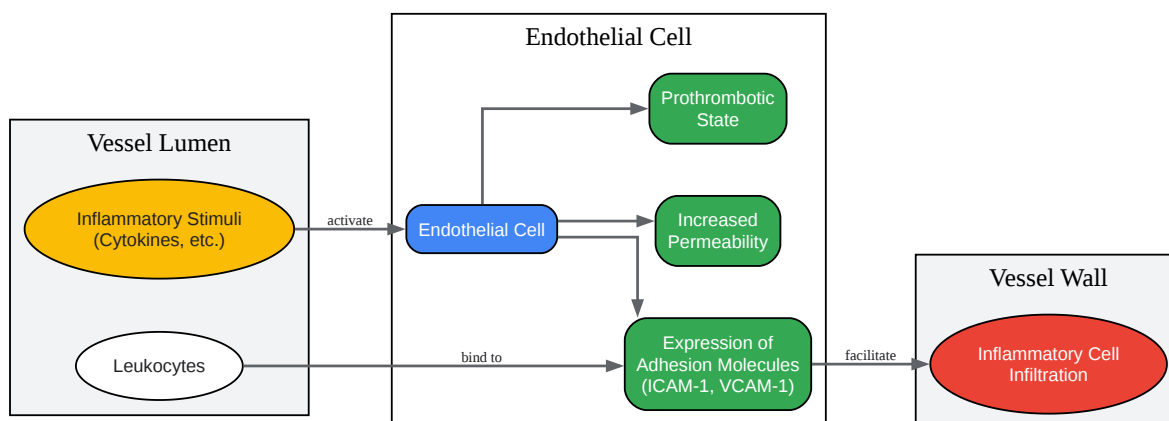 Endothelial Cell
Prothrombotic
State
Vessel Lumen
Inflammatory Stimuli
(Cytokines, etc.)
activate
Endothelial Cell
Increased
Permeability
Vessel Wall
Leukocytes
bind to
Expression of
Adhesion Molecules
(ICAM-1, VCAM-1)
facilitate
Inflammatory Cell
Infiltration